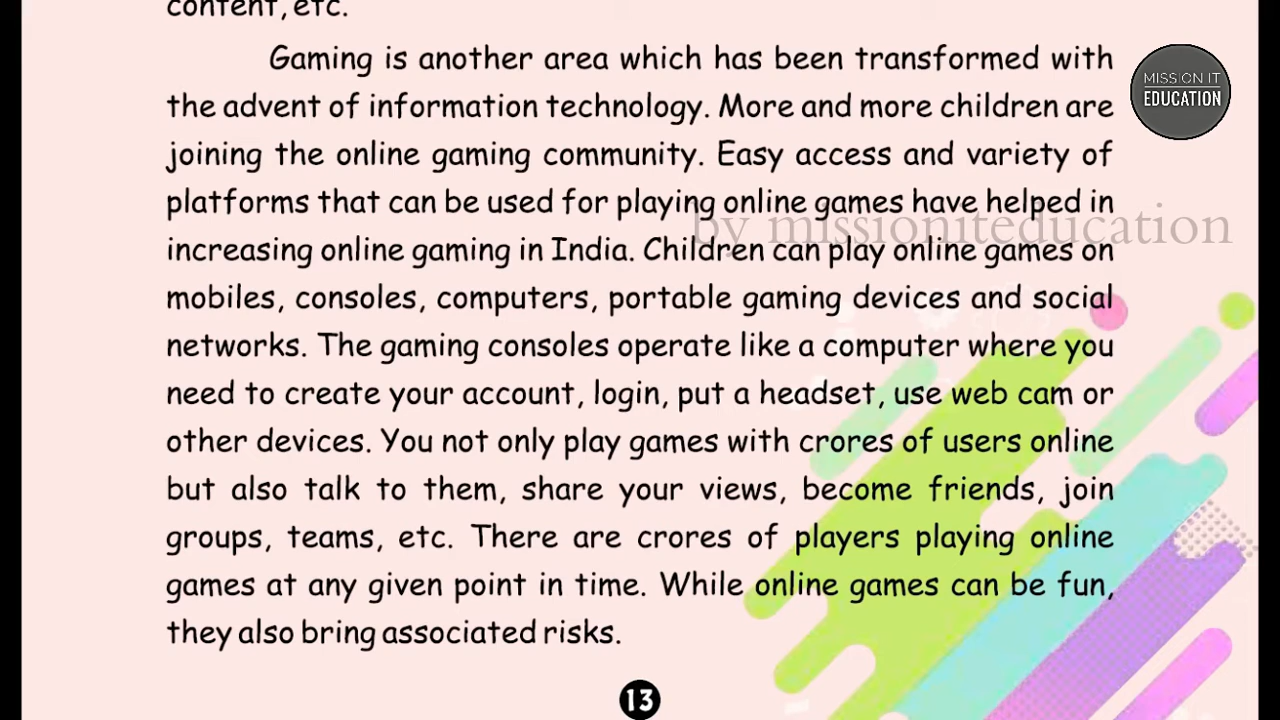 content, etc.
Gaming is another area which has been transformed with
the advent of information technology. More and more children are
joining the online gaming community. Easy access and variety of
platforms that can be used for playing online games have helped in
increasing online gaming in India. Children can play online games on
mobiles, consoles, computers, portable gaming devices and social
networks. The gaming consoles operate like a computer where you
need to create your account, login, put a headset, use web cam or
other devices. You not only play games with crores of users online
but also talk to them, share your views, become friends, join
groups, teams, etc. There are crores of players playing online
games at any given point in time. While online games can be fun,
they also bring associated risks.
13
MISSION IT
EDUCATION
by missioniteducation